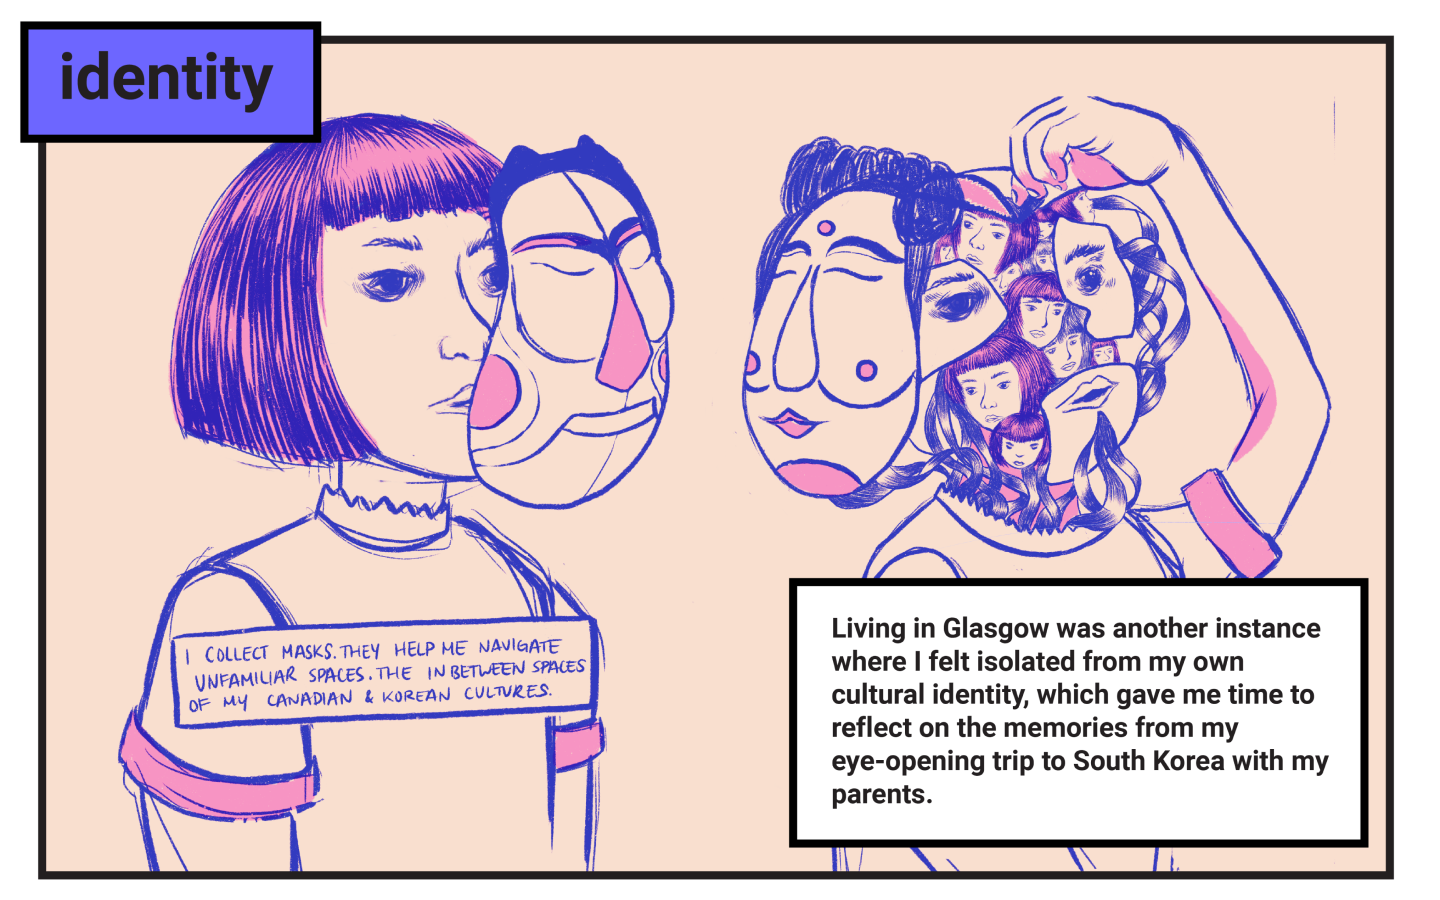 identity
I COLLECT MASKS. THEY HELP ME NAVIGATE
UNFAMILIAR SPACES. THE IN BETWEEN SPACES
OF MY CANADIAN & KOREAN CULTURES.
Living in Glasgow was another instance
where I felt isolated from my own
cultural identity, which gave me time to
reflect on the memories from my
eye-opening trip to South Korea with my
parents.